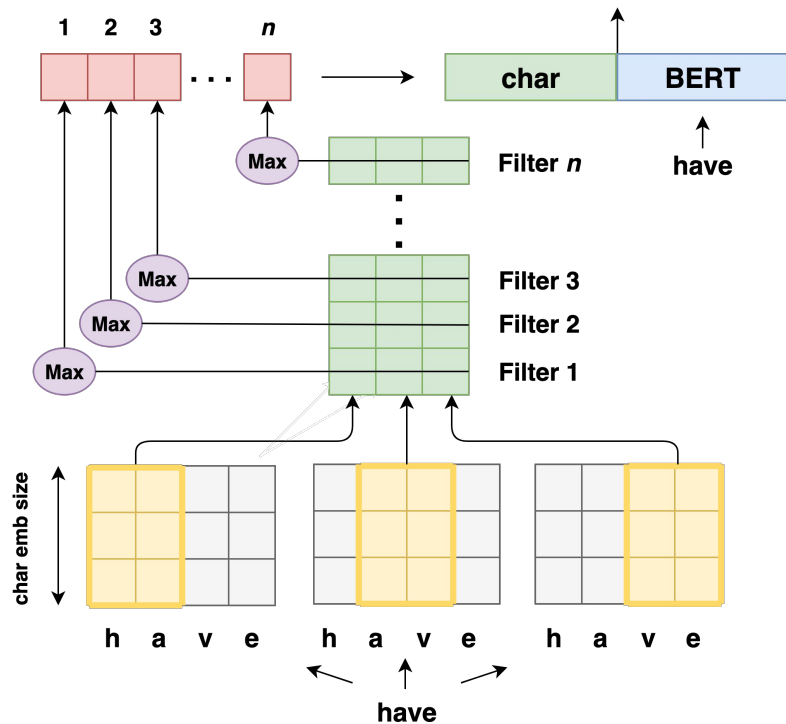 1 2 3 n
char BERT
Max Filter n
have
Max Filter 3
Max Filter 2
Max Filter 1
char emb size
h a v e h a v e h a v e
have